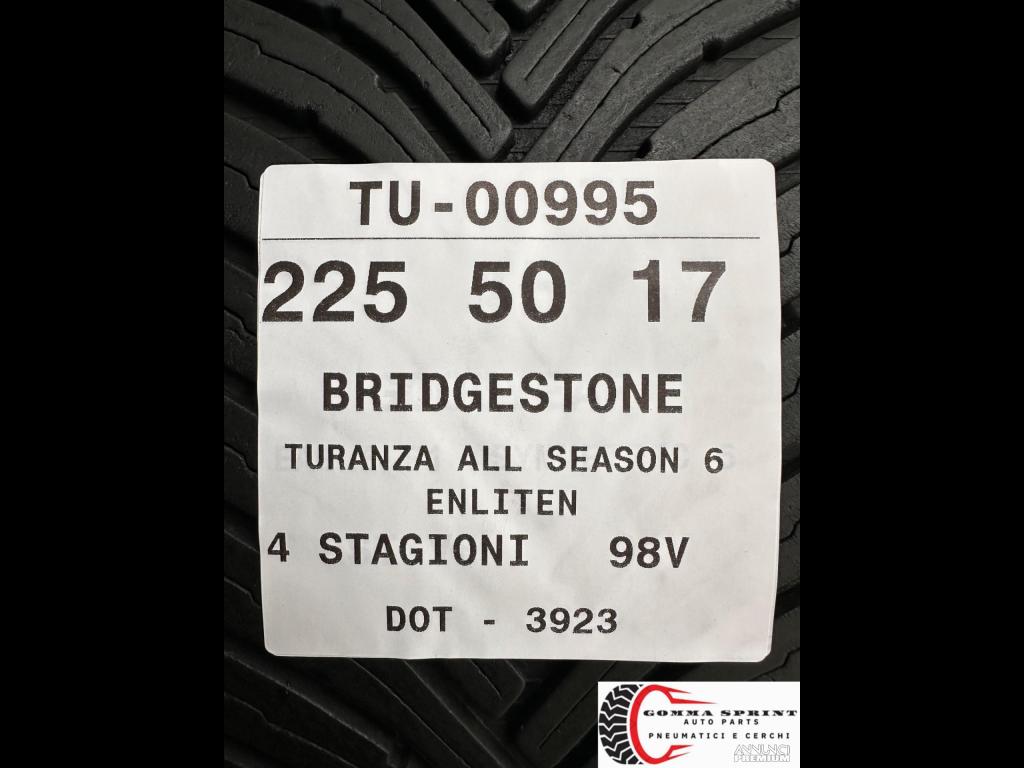 TU-00995
225 50 17
BRIDGESTONE
TURANZA ALL SEASON 6
ENLITEN
4 STAGIONI 98V
DOT - 3923
GOMMA SPRINT
AUTO PARTS
PNEUMATICI E CERCHI
ANNUNCI
PREMIUM